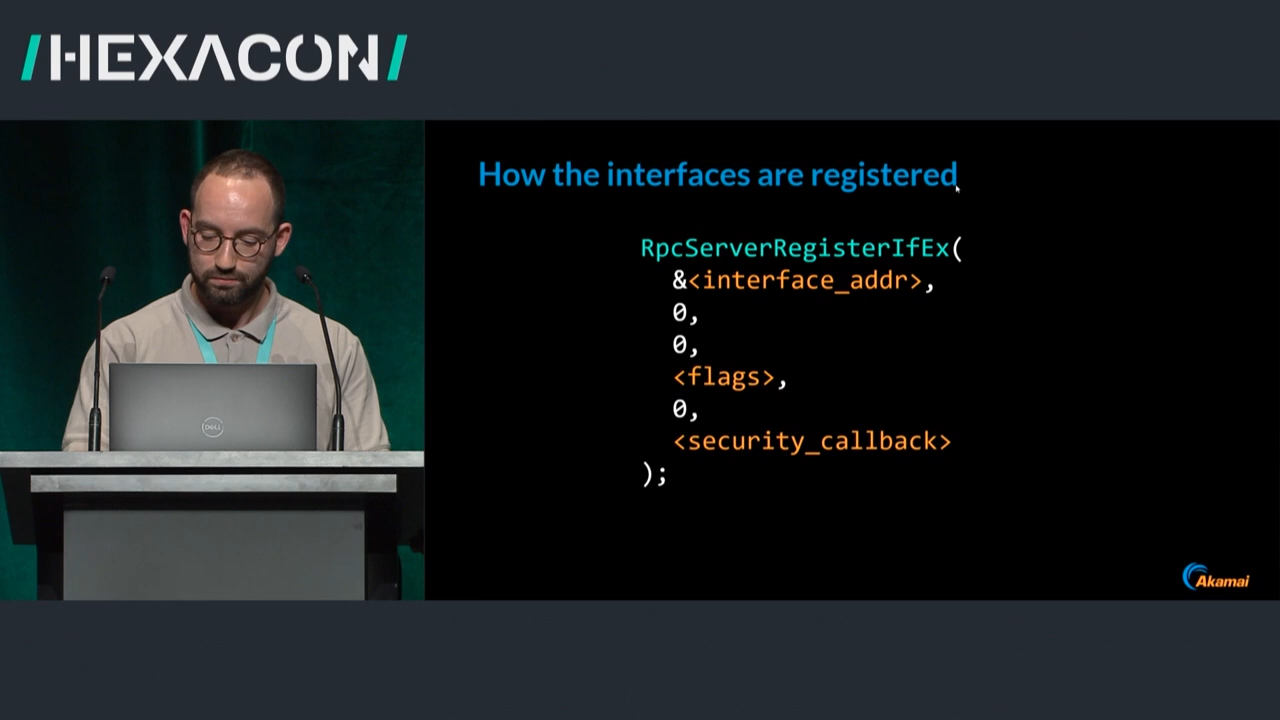 /HEXACON/
How the interfaces are registered
RpcServerRegisterIfEx(
&<interface_addr>,
0,
0,
<flags>,
0,
<security_callback>
);
DELL
Akamai